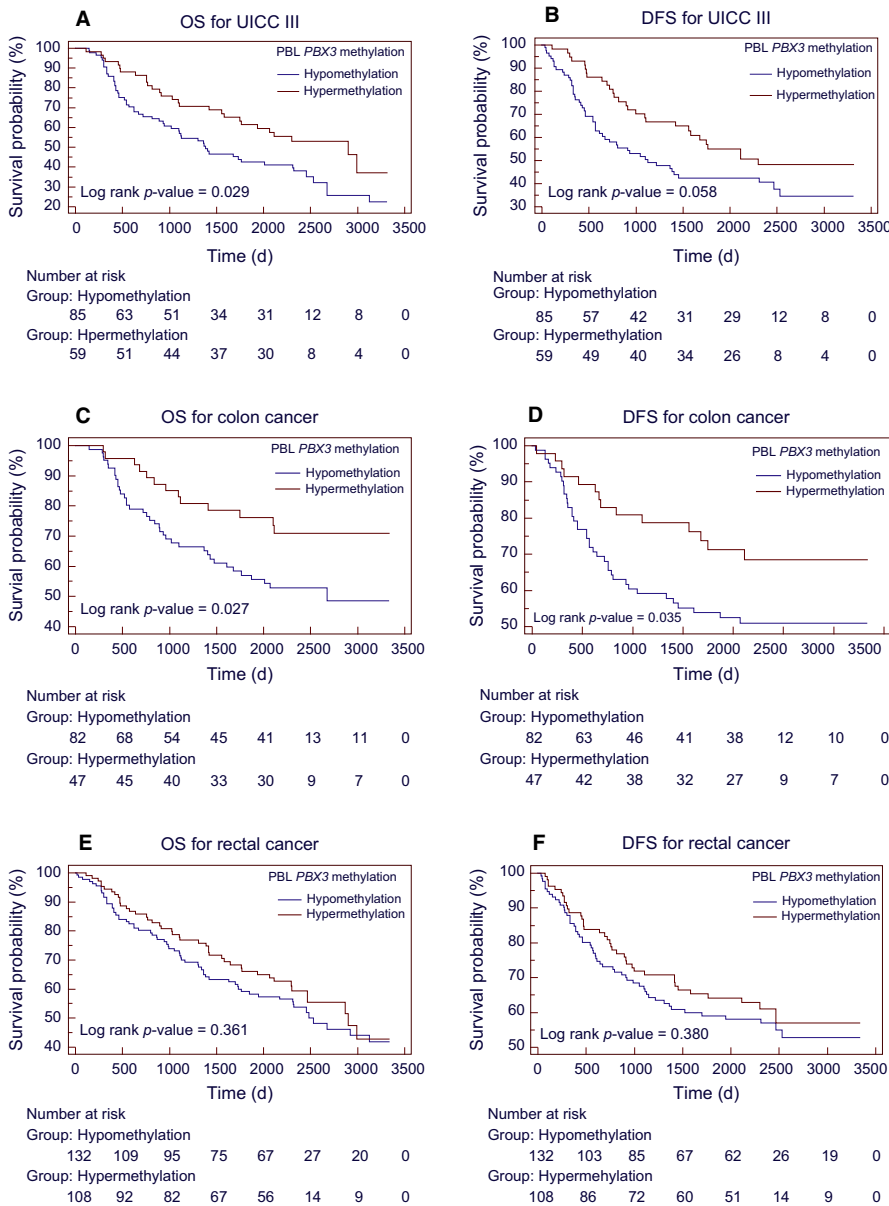 A
OS for UICC III
Survival probability (%)
100
90
80
70
60
50
40
30
20
PBL PBX3 methylation
Hypomethylation
Hypermethylation
Log rank p-value = 0.029
0 500 1000 1500 2000 2500 3000 3500
Time (d)
Number at risk
Group: Hypomethylation
85 63 51 34 31 12 8 0
Group: Hpermethylation
59 51 44 37 30 8 4 0
B
DFS for UICC III
Survival probability (%)
100
90
80
70
60
50
40
30
PBL PBX3 methylation
Hypomethylation
Hypermethylation
Log rank p-value = 0.058
0 500 1000 1500 2000 2500 3000 3500
Time (d)
Number at risk
Group: Hypomethylation
85 57 42 31 29 12 8 0
Group: Hypermethylation
59 49 40 34 26 8 4 0
C
OS for colon cancer
Survial probability (%)
100
90
80
70
60
50
40
PBL PBX3 methylation
Hypomethylation
Hypermethylation
Log rank p-value = 0.027
0 500 1000 1500 2000 2500 3000 3500
Time (d)
Number at risk
Group: Hypomethylation
82 68 54 45 41 13 11 0
Group: Hypermethylation
47 45 40 33 30 9 7 0
D
DFS for colon cancer
Survival probability (%)
100
90
80
70
60
50
PBL PBX3 methylation
Hypomethylation
Hypermethylation
Log rank p-value = 0.035
0 500 1000 1500 2000 2500 3000 3500
Time (d)
Number at risk
Group: Hypomethylation
82 63 46 41 38 12 10 0
Group: Hypermethylation
47 42 38 32 27 9 7 0
E
OS for rectal cancer
Survival probability (%)
100
90
80
70
60
50
40
PBL PBX3 methylation
Hypomethylation
Hypermethylation
Log rank p-value = 0.361
0 500 1000 1500 2000 2500 3000 3500
Time (d)
Number at risk
Group: Hypomethylation
132 109 95 75 67 27 20 0
Group: Hypermethylation
108 92 82 67 56 14 9 0
F
DFS for rectal cancer
Survival probability (%)
100
90
80
70
60
50
PBL PBX3 methylation
Hypomethylation
Hypermethylation
Log rank p-value = 0.380
0 500 1000 1500 2000 2500 3000 3500
Time (d)
Number at risk
Group: Hypomethylation
132 103 85 67 62 26 19 0
Group: Hypermehylation
108 86 72 60 51 14 9 0